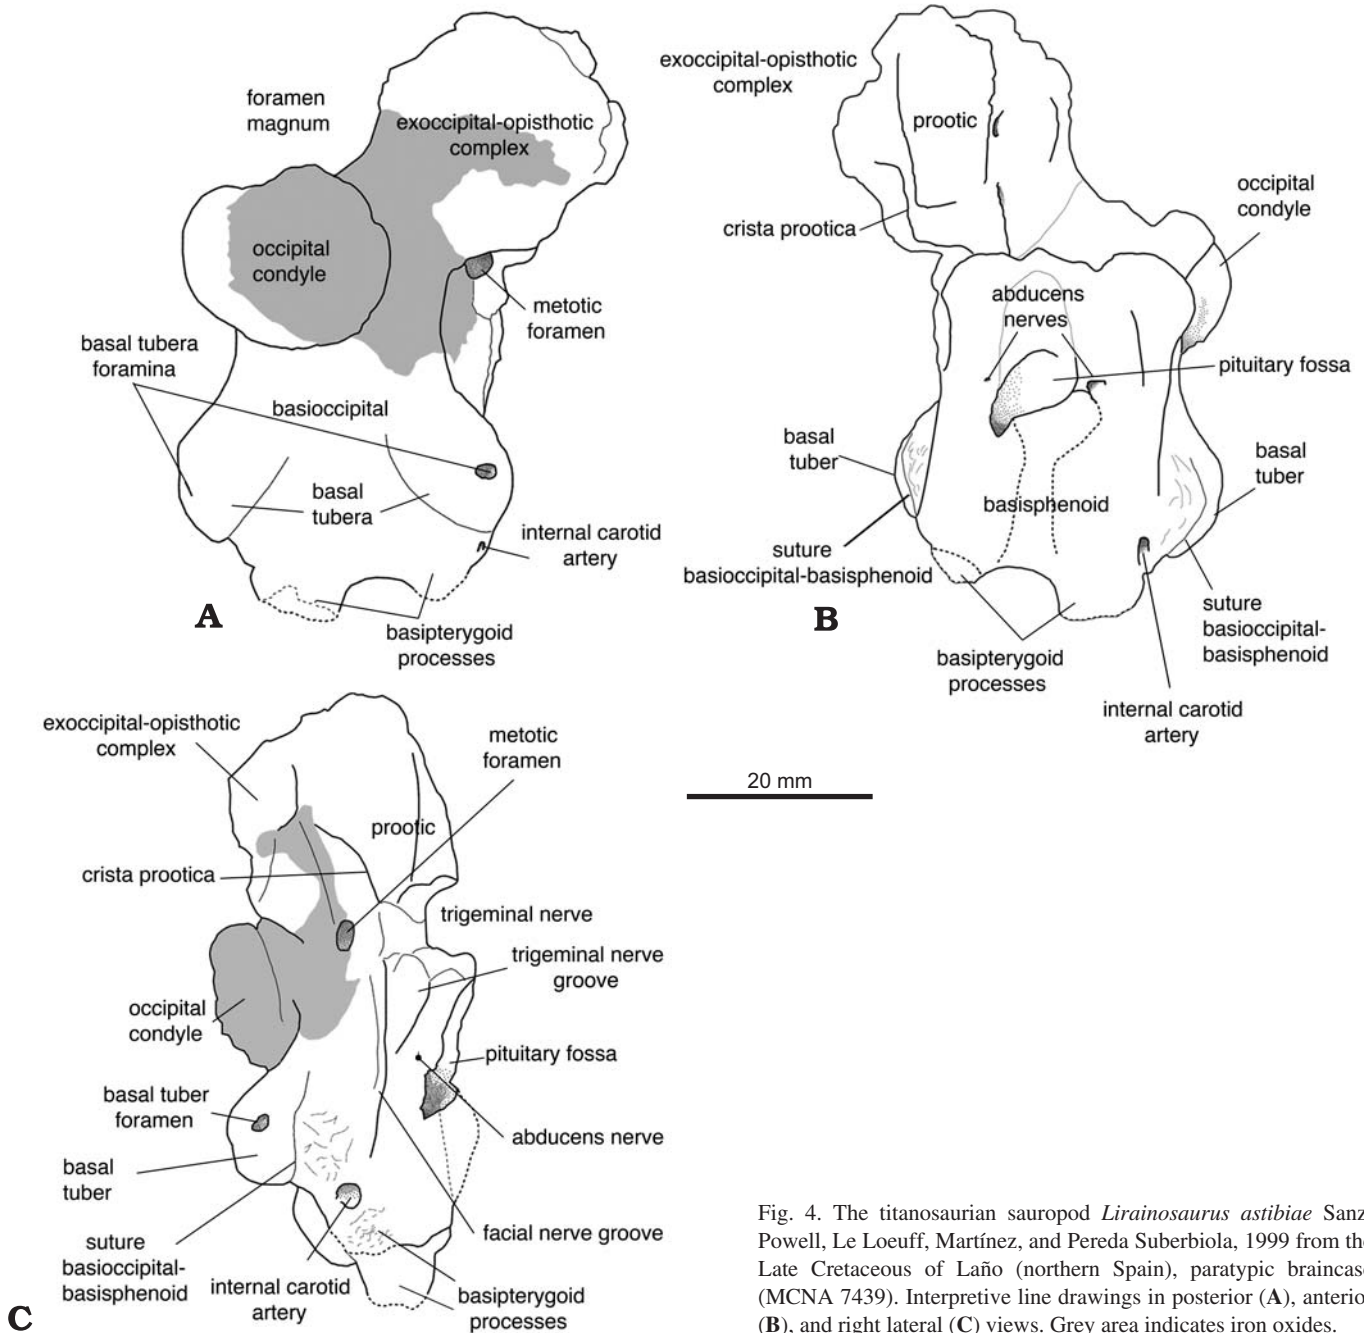 foramen
magnum
exoccipital-opisthotic
complex
occipital
condyle
metotic
foramen
basal tubera
foramina
basioccipital
basal
tubera
internal carotid
artery
basipterygoid
processes
A
exoccipital-opisthotic
complex
prootic
occipital
condyle
crista prootica
abducens
nerves
pituitary fossa
basal
tuber
basal
tuber
basisphenoid
suture
basioccipital-basisphenoid
suture
basioccipital-
basisphenoid
basipterygoid
processes
internal carotid
artery
B
exoccipital-opisthotic
complex
metotic
foramen
20 mm
prootic
crista prootica
trigeminal nerve
trigeminal nerve
groove
occipital
condyle
pituitary fossa
basal tuber
foramen
abducens nerve
basal
tuber
facial nerve groove
suture
basioccipital-
basisphenoid
internal carotid
artery
basipterygoid
processes
C
Fig. 4. The titanosaurian sauropod Lirainosaurus astibiae Sanz,
Powell, Le Loeuff, Martínez, and Pereda Suberbiola, 1999 from the
Late Cretaceous of Laño (northern Spain), paratypic braincase
(MCNA 7439). Interpretive line drawings in posterior (A), anterior
(B), and right lateral (C) views. Grey area indicates iron oxides.